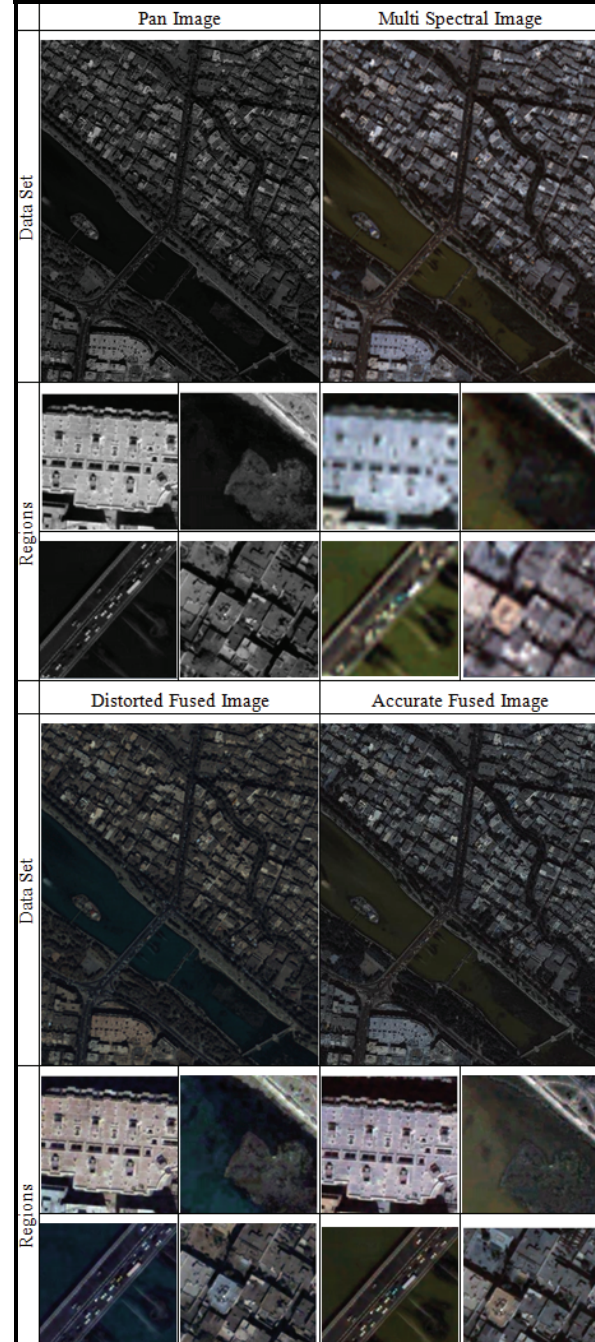 Pan Image
Multi Spectral Image
Data Set
Regions
Distorted Fused Image
Accurate Fused Image
Data Set
Regions